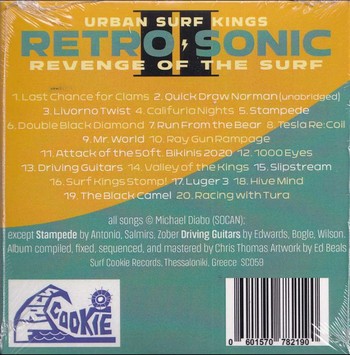 URBAN SURF KINGS
RETRO SONIC
II
REVENGE OF THE SURF
1. Last Chance for Clams 2. Quick Draw Norman (unabridged)
3. Livorno Twist 4. Califuria Nights 5. Stampede
6. Double Black Diamond 7. Run From the Bear 8. Tesla Re:Coil
9. Mr. World 10. Ray Gun Rampage
11. Attack of the 50ft. Bikinis 2020 12. 1000 Eyes
13. Driving Guitars 14. Valley of the Kings 15. Slipstream
16. Surf Kings Stomp! 17. Luger 3 18. Hive Mind
19. The Black Camel 20. Racing with Tura
all songs © Michael Diabo (SOCAN):
except Stampede by Antonio, Salmirs, Zober Driving Guitars by Edwards, Bogle, Wilson.
Album compiled, fixed, sequenced, and mastered by Chris Thomas Artwork by Ed Beals
Surf Cookie Records, Thessaloniki, Greece SC059
COOKIE
0 601570 782190